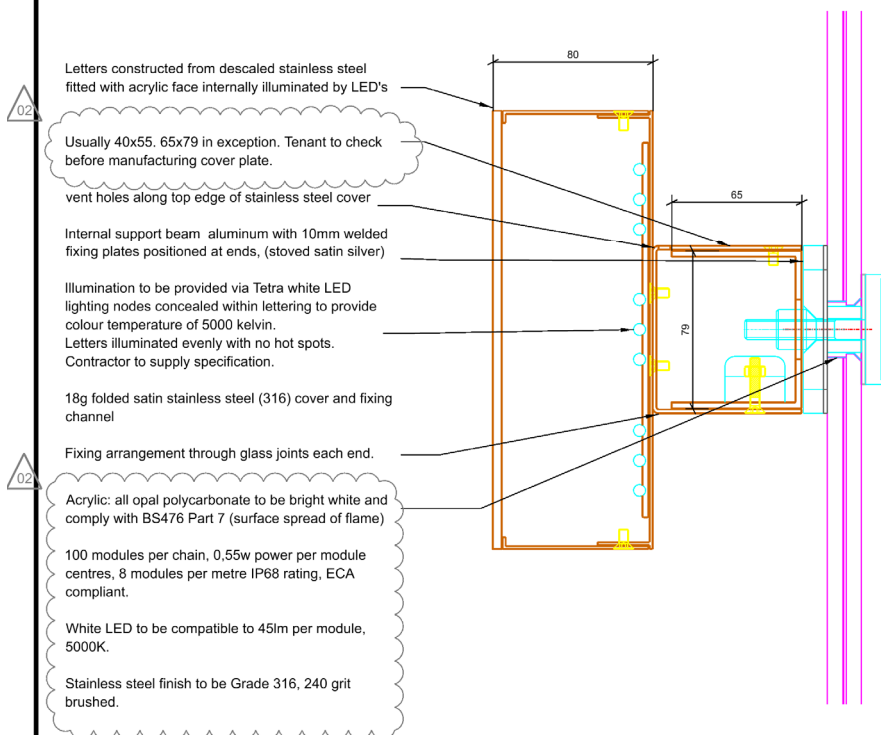 80
Letters constructed from descaled stainless steel
fitted with acrylic face internally illuminated by LED's
02
Usually 40x55. 65x79 in exception. Tenant to check
before manufacturing cover plate.
vent holes along top edge of stainless steel cover
65
Internal support beam aluminum with 10mm welded
fixing plates positioned at ends, (stoved satin silver)
Illumination to be provided via Tetra white LED
lighting nodes concealed within lettering to provide
colour temperature of 5000 kelvin.
Letters illuminated evenly with no hot spots.
Contractor to supply specification.
79
18g folded satin stainless steel (316) cover and fixing
channel
Fixing arrangement through glass joints each end.
02
Acrylic: all opal polycarbonate to be bright white and
comply with BS476 Part 7 (surface spread of flame)
100 modules per chain, 0,55w power per module
centres, 8 modules per metre IP68 rating, ECA
compliant.
White LED to be compatible to 45lm per module,
5000K.
Stainless steel finish to be Grade 316, 240 grit
brushed.